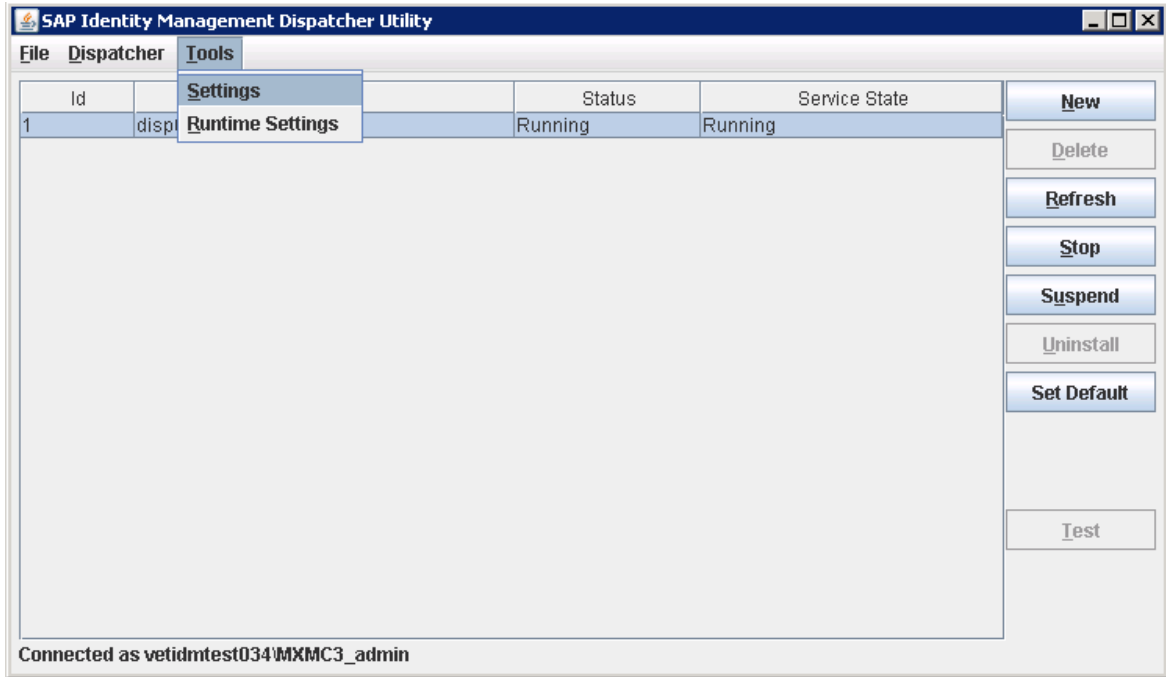 SAP Identity Management Dispatcher Utility
File Dispatcher Tools
Settings
Runtime Settings
Id Status Service State
1 Running Running
New
Delete
Refresh
Stop
Suspend
Uninstall
Set Default
Test
Connected as vetidmtest034\MXMC3_admin